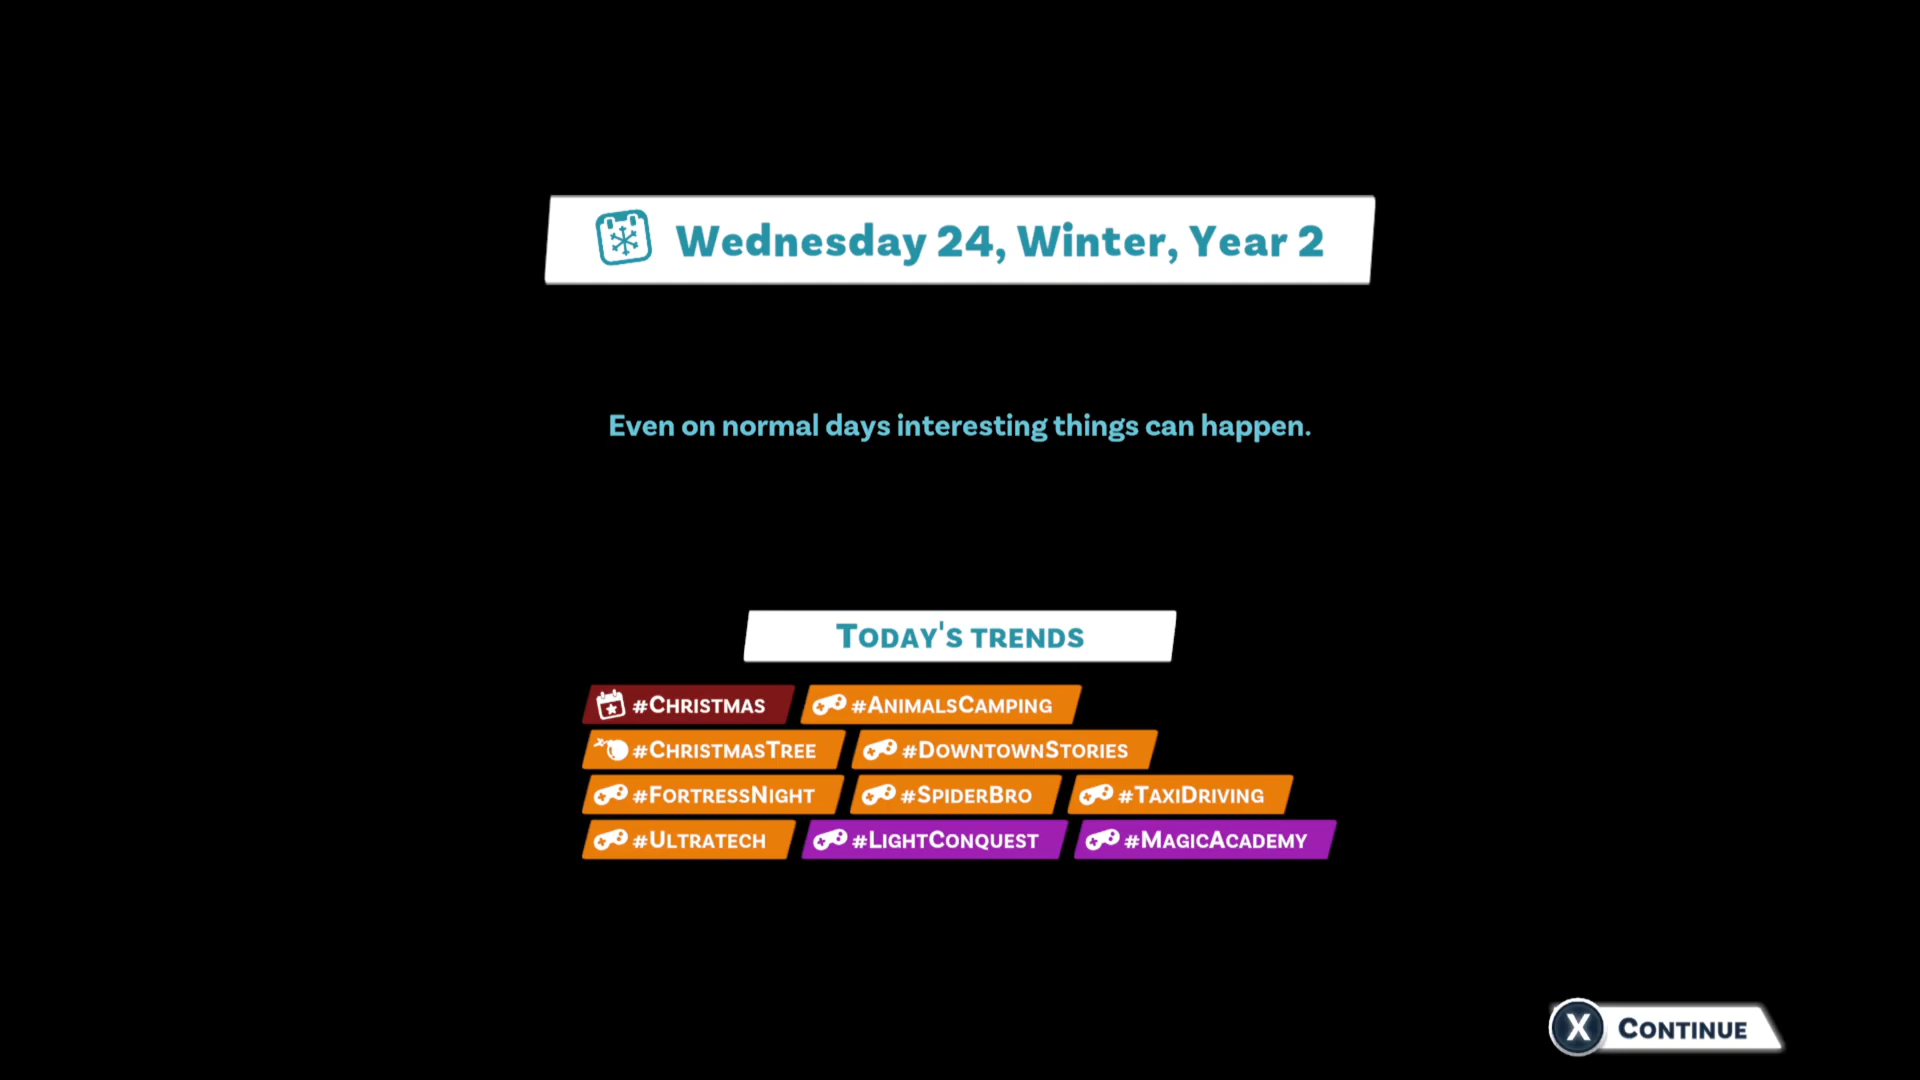 Wednesday 24, Winter, Year 2
Even on normal days interesting things can happen.
TODAY'S TRENDS
#CHRISTMAS #ANIMALSCAMPING
#CHRISTMASTREE #DOWNTOWNSTORIES
#FORTRESSNIGHT #SPIDERBRO #TAXIDRIVING
#ULTRATECH #LIGHTCONQUEST #MAGICACADEMY
X CONTINUE